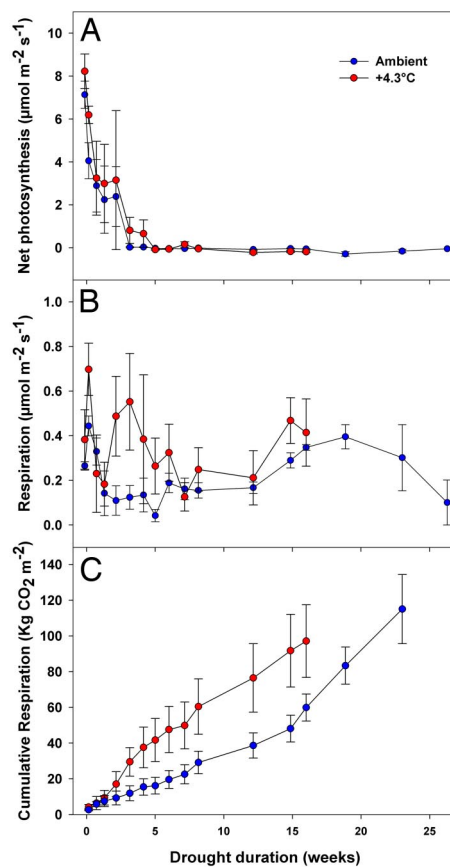 A
Ambient
+4.3°C
Net photosynthesis (µmol m⁻² s⁻¹)
10
8
6
4
2
0
B
Respiration (µmol m⁻² s⁻¹)
1.0
0.8
0.6
0.4
0.2
0.0
C
Cumulative Respiration (Kg CO₂ m⁻²)
140
120
100
80
60
40
20
0
0 5 10 15 20 25
Drought duration (weeks)